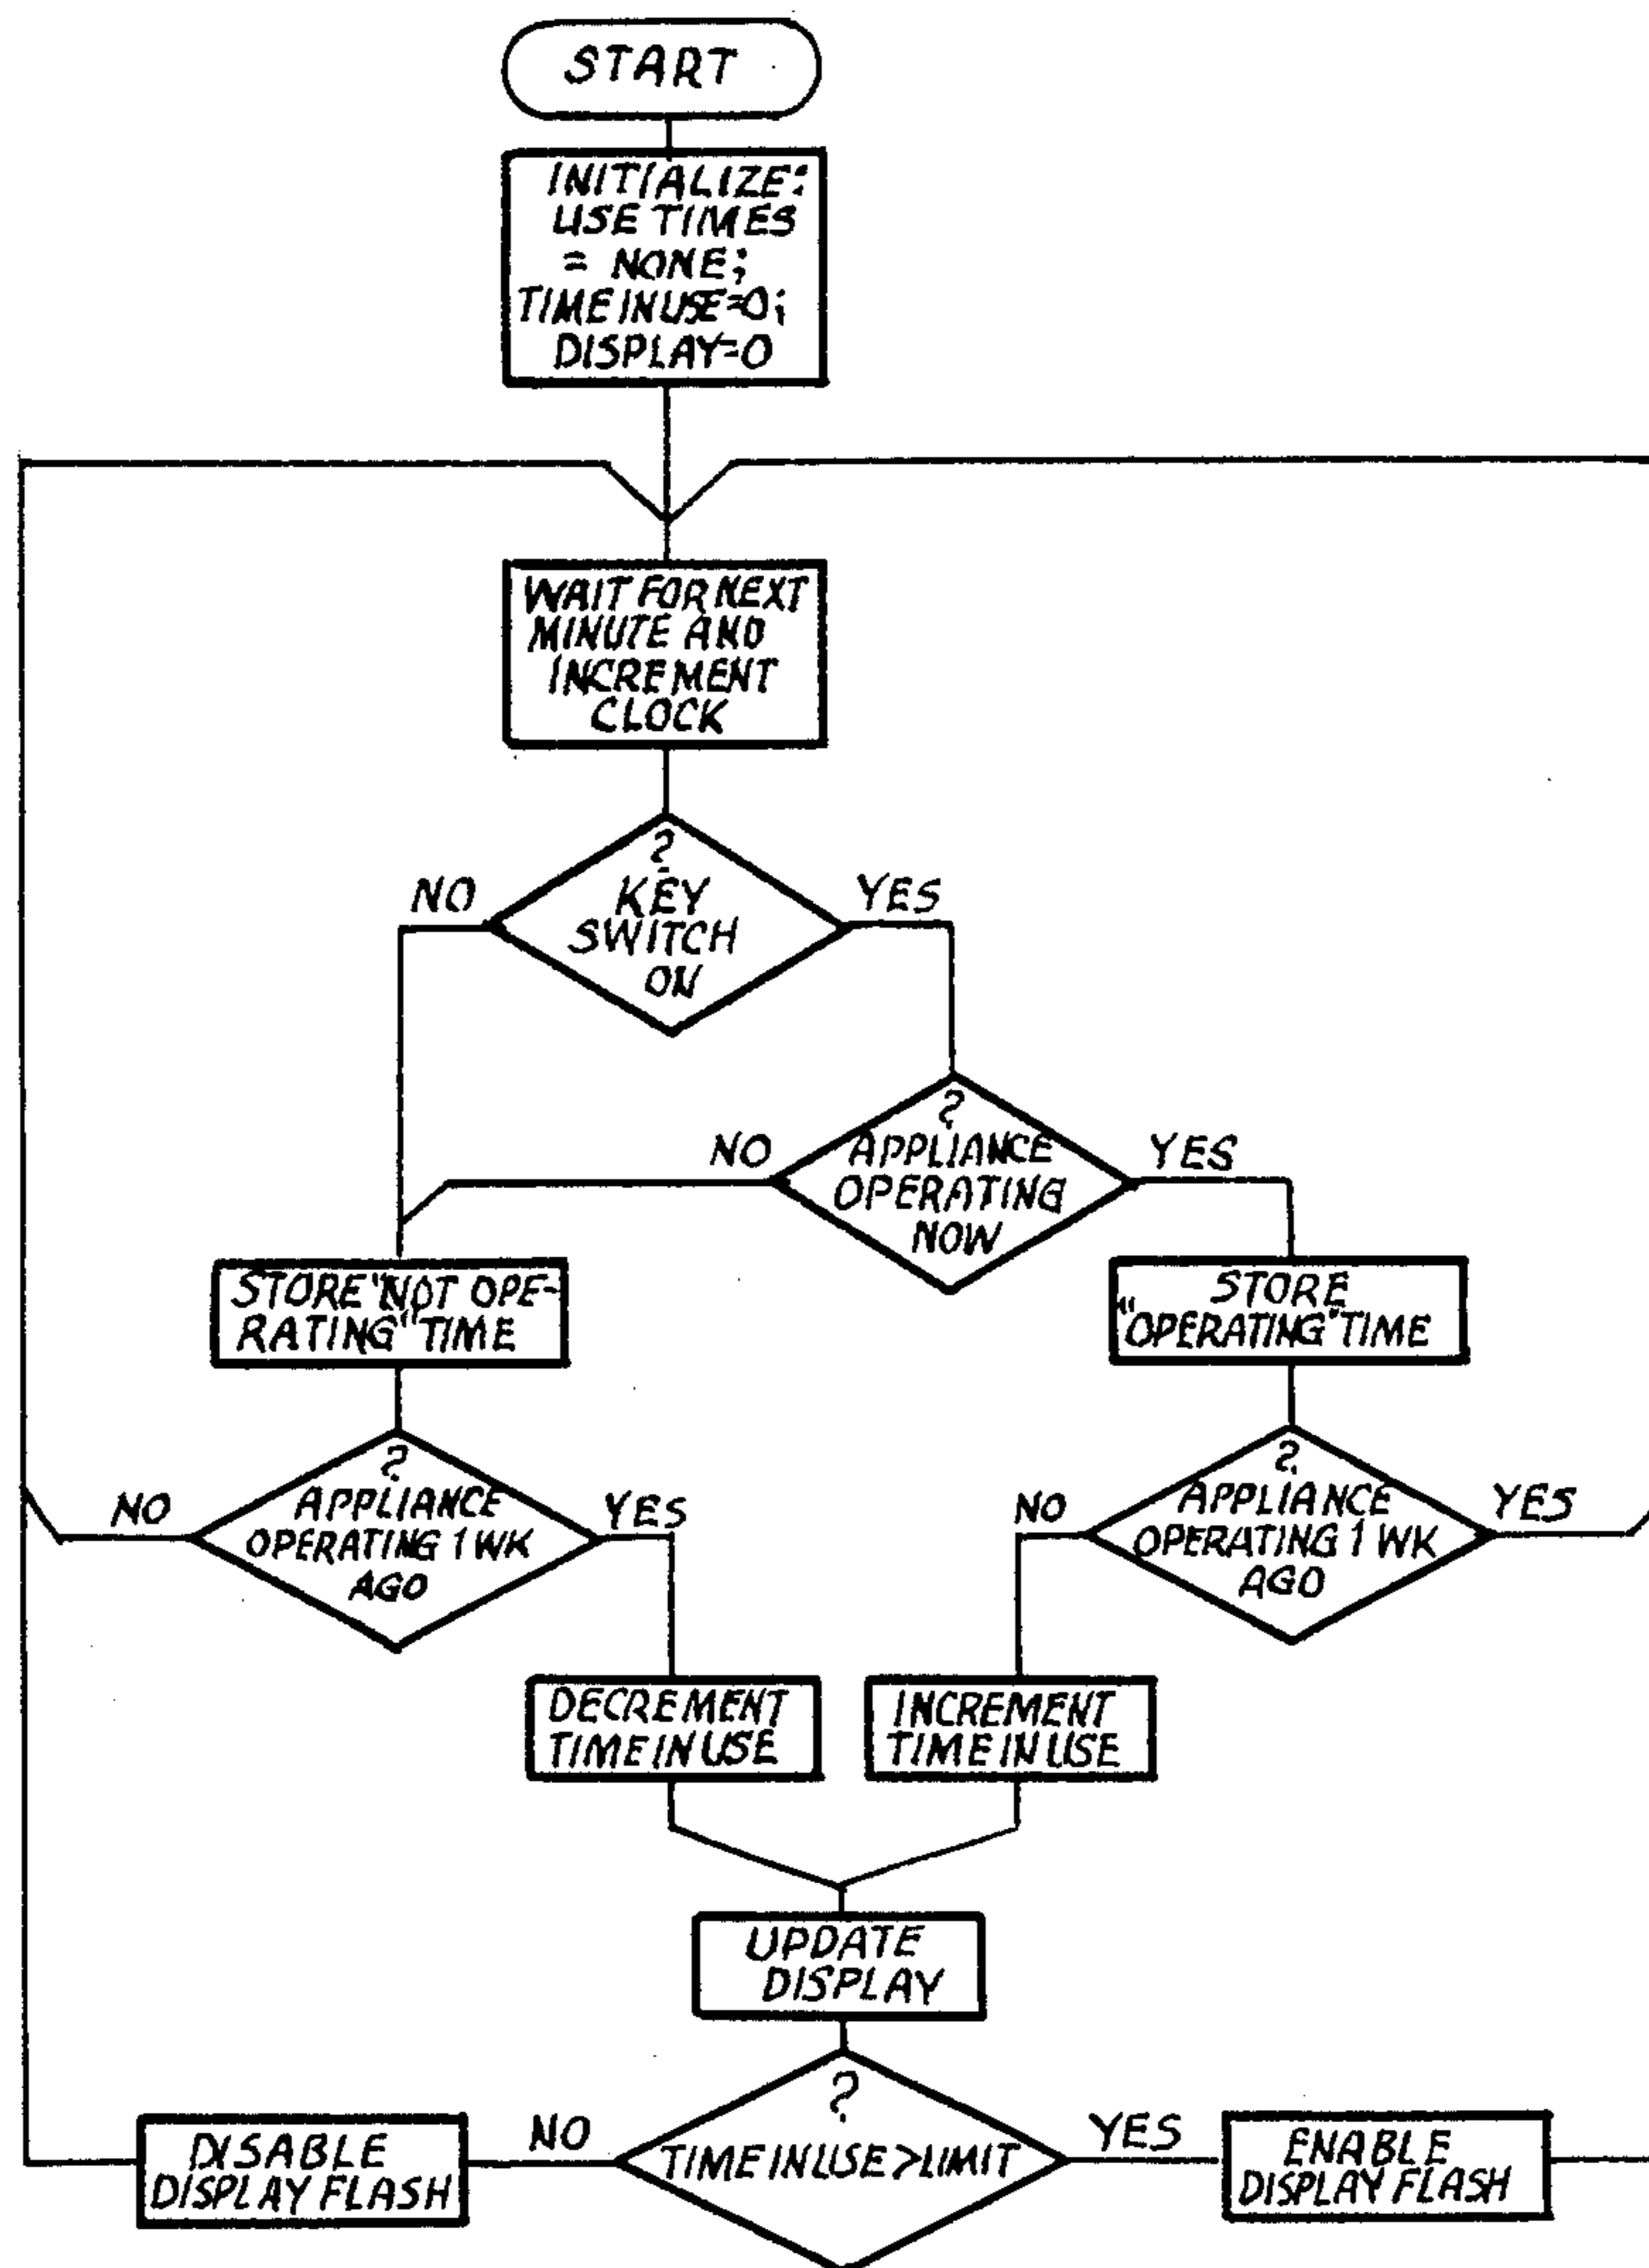 START
INITIALIZE:
USE TIMES
= NONE;
TIME IN USE=0;
DISPLAY=0
WAIT FOR NEXT
MINUTE AND
INCREMENT
CLOCK
?
KEY
SWITCH
ON
NO
YES
?
APPLIANCE
OPERATING
NOW
NO
YES
STORE "NOT OPE-
RATING" TIME
STORE
"OPERATING" TIME
?
APPLIANCE
OPERATING 1 WK
AGO
NO
YES
?
APPLIANCE
OPERATING 1 WK
AGO
NO
YES
DECREMENT
TIME IN USE
INCREMENT
TIME IN USE
UPDATE
DISPLAY
?
TIME IN USE>LIMIT
NO
YES
DISABLE
DISPLAY FLASH
ENABLE
DISPLAY FLASH